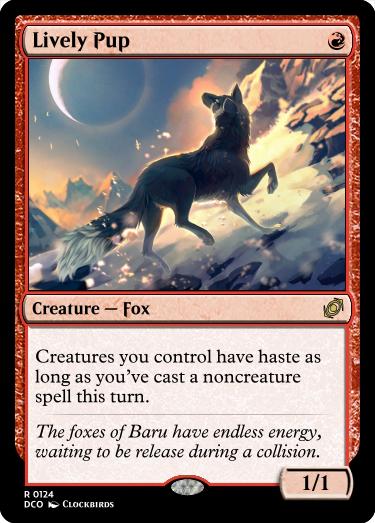 Lively Pup
Creature — Fox
Creatures you control have haste as
long as you've cast a noncreature
spell this turn.
The foxes of Baru have endless energy,
waiting to be release during a collision.
1/1
R 0124
DCO Clockbirds